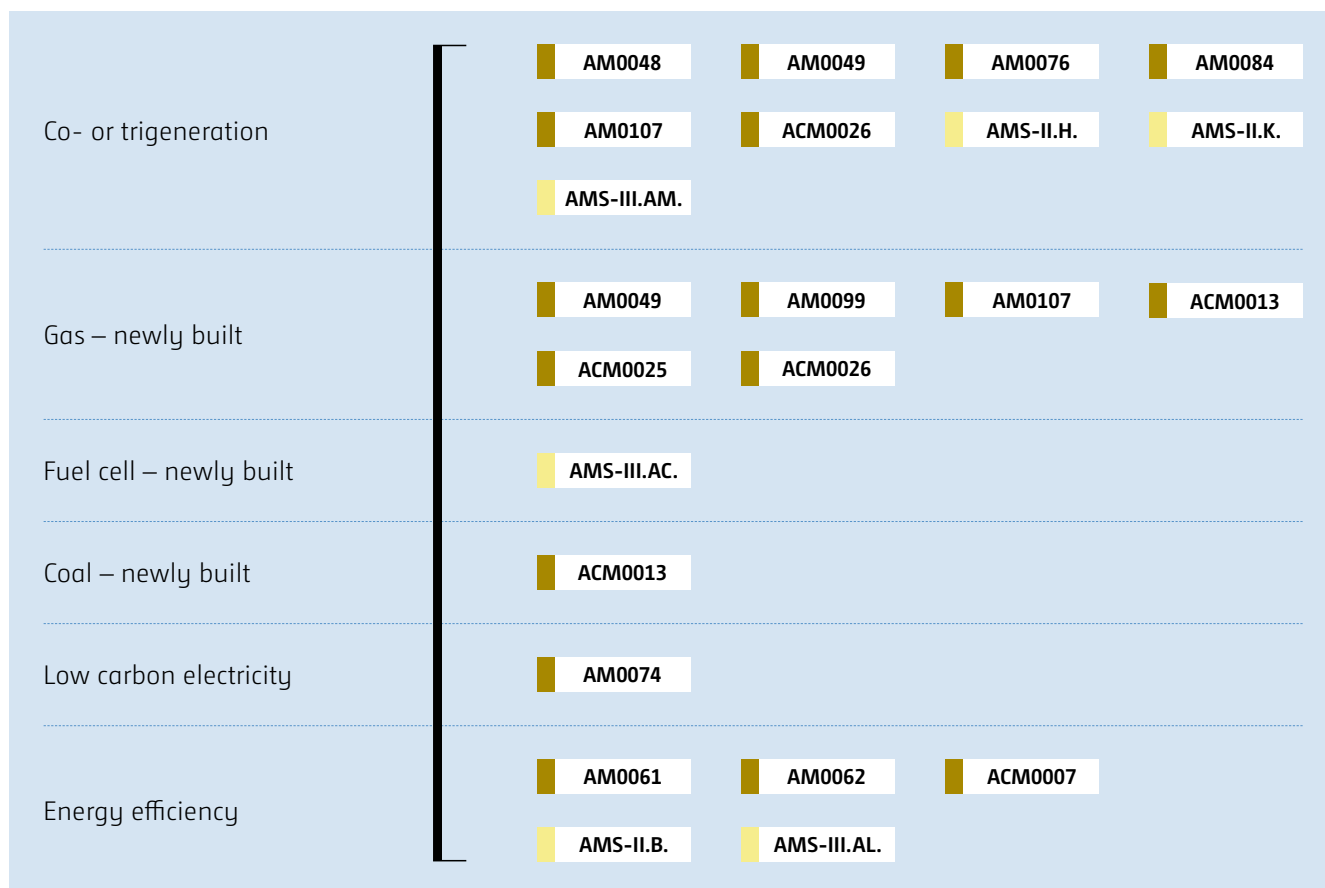 Co- or trigeneration
AM0048 AM0049 AM0076 AM0084
AM0107 ACM0026 AMS-II.H. AMS-II.K.
AMS-III.AM.
Gas – newly built
AM0049 AM0099 AM0107 ACM0013
ACM0025 ACM0026
Fuel cell – newly built
AMS-III.AC.
Coal – newly built
ACM0013
Low carbon electricity
AM0074
Energy efficiency
AM0061 AM0062 ACM0007
AMS-II.B. AMS-III.AL.